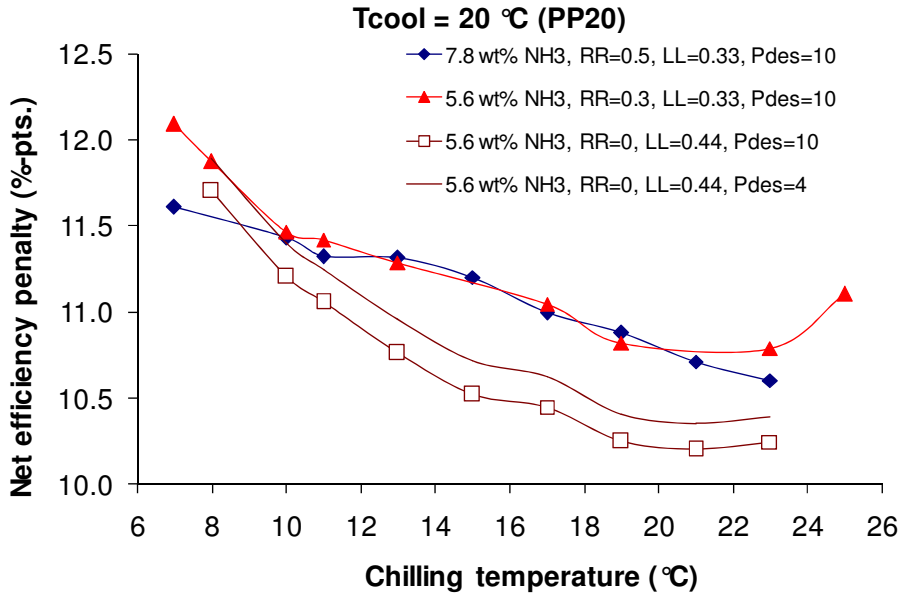 Tcool = 20 °C (PP20)
7.8 wt% NH3, RR=0.5, LL=0.33, Pdes=10
5.6 wt% NH3, RR=0.3, LL=0.33, Pdes=10
5.6 wt% NH3, RR=0, LL=0.44, Pdes=10
5.6 wt% NH3, RR=0, LL=0.44, Pdes=4
Net efficiency penalty (%-pts.)
12.5
12.0
11.5
11.0
10.5
10.0
6 8 10 12 14 16 18 20 22 24 26
Chilling temperature (°C)